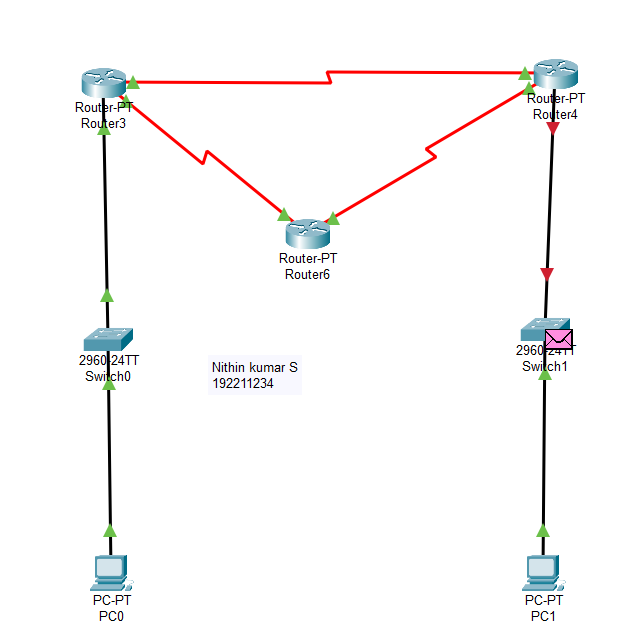 Router-PT
Router3
Router-PT
Router4
Router-PT
Router6
2960-24TT
Switch0
2960-24TT
Switch1
Nithin kumar S
192211234
PC-PT
PC0
PC-PT
PC1